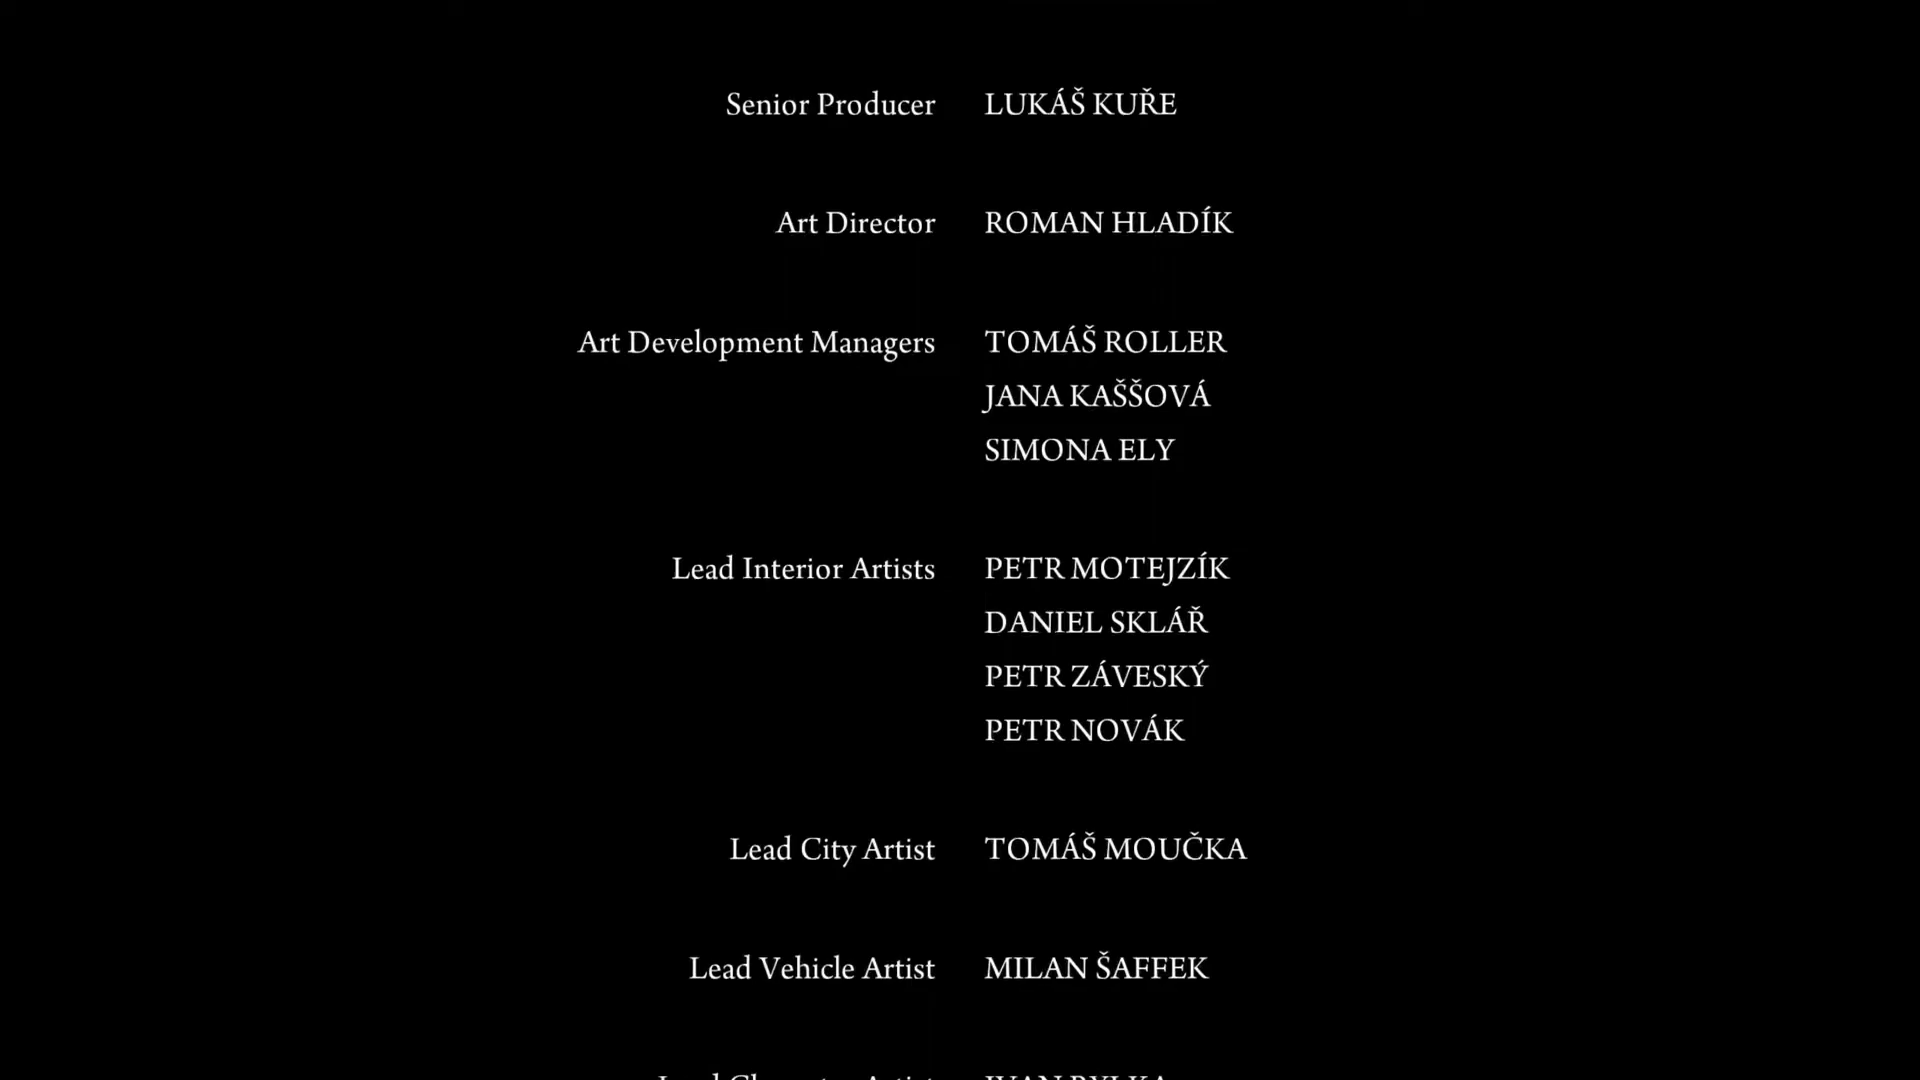 Senior Producer LUKÁŠ KUŘE
Art Director ROMAN HLADÍK
Art Development Managers TOMÁŠ ROLLER
JANA KAŠŠOVÁ
SIMONA ELY
Lead Interior Artists PETR MOTEJZÍK
DANIEL SKLÁŘ
PETR ZÁVESKÝ
PETR NOVÁK
Lead City Artist TOMÁŠ MOUČKA
Lead Vehicle Artist MILAN ŠAFFEK